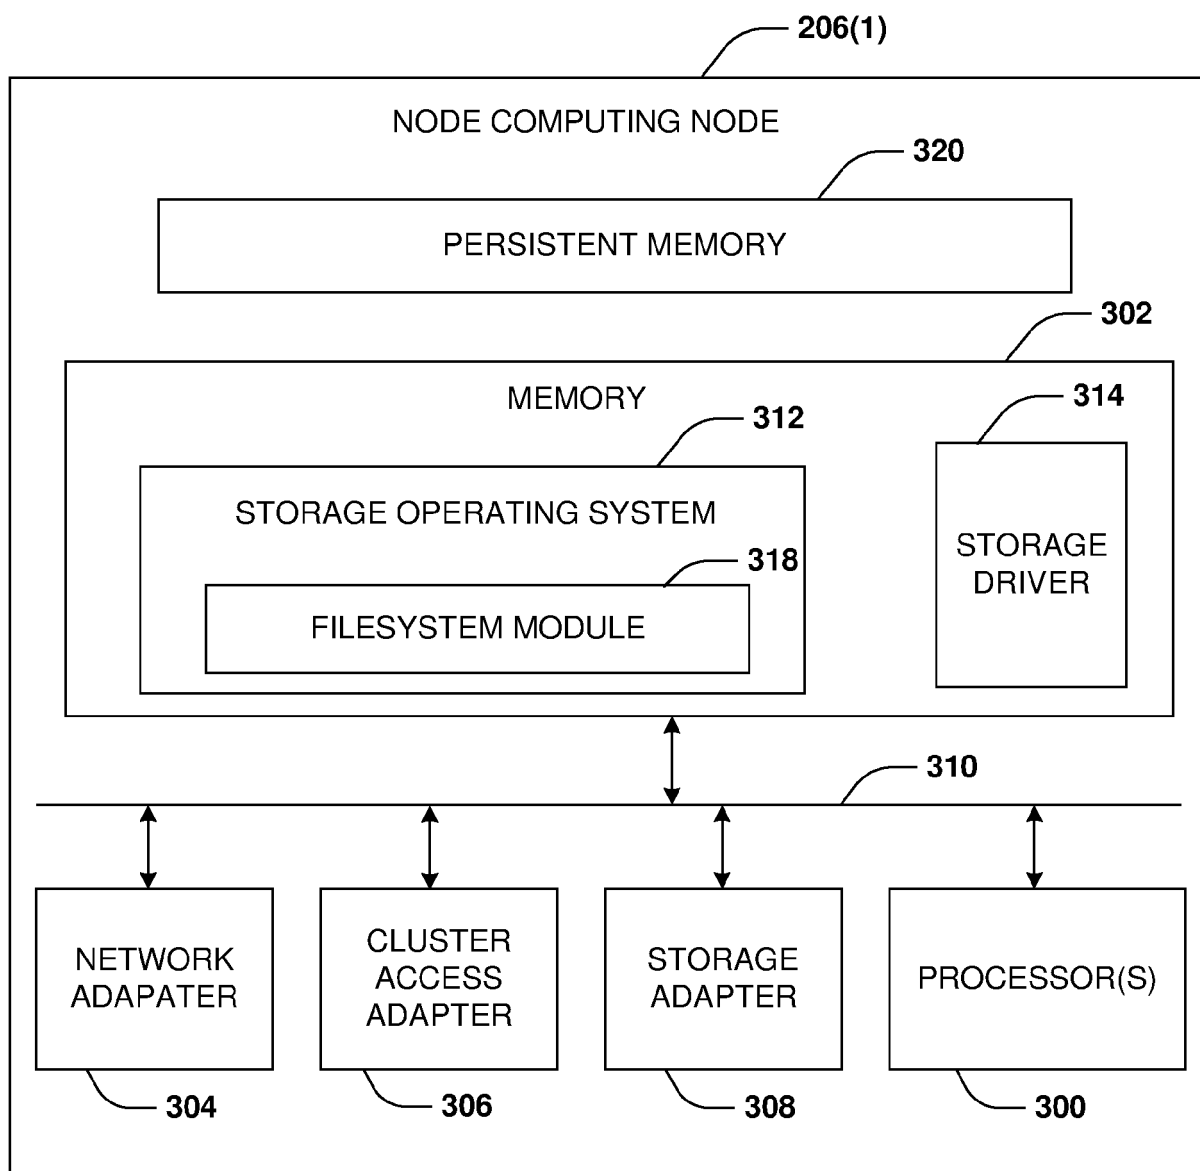 206(1)
NODE COMPUTING NODE
320
PERSISTENT MEMORY
302
MEMORY
314
312
STORAGE OPERATING SYSTEM
STORAGE
DRIVER
318
FILESYSTEM MODULE
310
NETWORK
ADAPATER
CLUSTER
ACCESS
ADAPTER
STORAGE
ADAPTER
PROCESSOR(S)
304
306
308
300